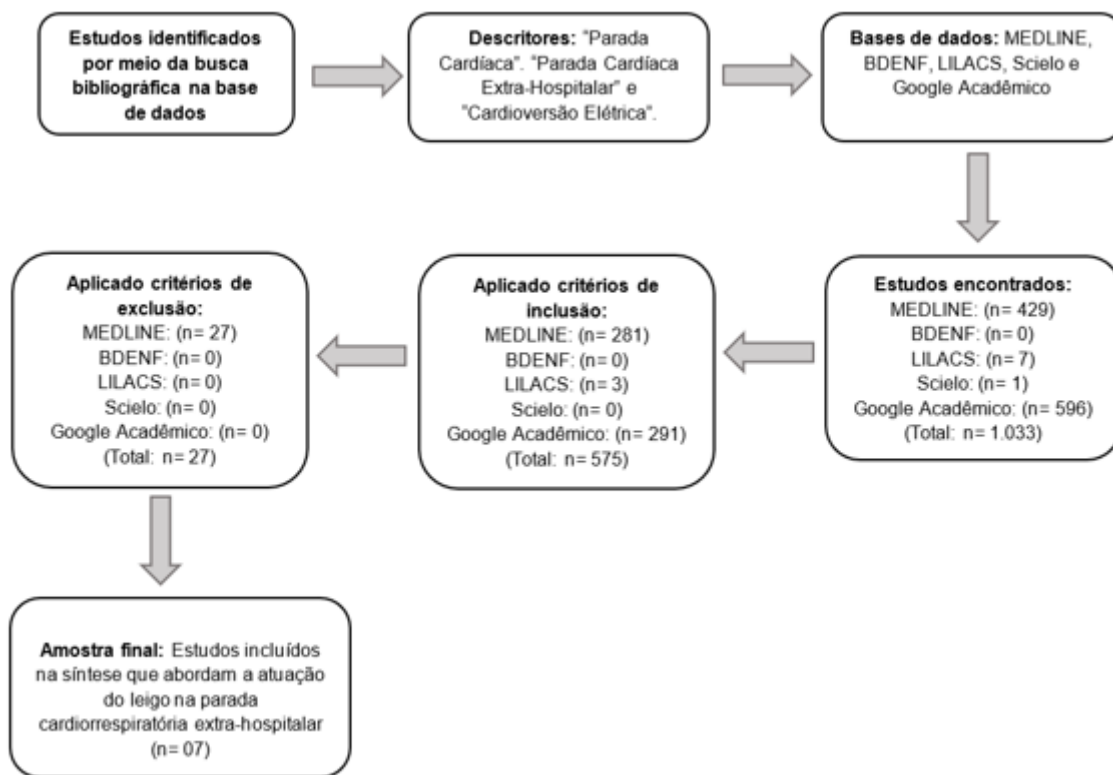 Estudos identificados
por meio da busca
bibliográfica na base
de dados
Descritores: "Parada
Cardíaca". "Parada Cardíaca
Extra-Hospitalar" e
"Cardioversão Elétrica".
Bases de dados: MEDLINE,
BDENF, LILACS, Scielo e
Google Acadêmico
Estudos encontrados:
MEDLINE: (n= 429)
BDENF: (n= 0)
LILACS: (n= 7)
Scielo: (n= 1)
Google Acadêmico: (n= 596)
(Total: n= 1.033)
Aplicado critérios de
inclusão:
MEDLINE: (n= 281)
BDENF: (n= 0)
LILACS: (n= 3)
Scielo: (n= 0)
Google Acadêmico: (n= 291)
(Total: n= 575)
Aplicado critérios de
exclusão:
MEDLINE: (n= 27)
BDENF: (n= 0)
LILACS: (n= 0)
Scielo: (n= 0)
Google Acadêmico: (n= 0)
(Total: n= 27)
Amostra final: Estudos incluídos
na síntese que abordam a atuação
do leigo na parada
cardiorrespiratória extra-hospitalar
(n= 07)